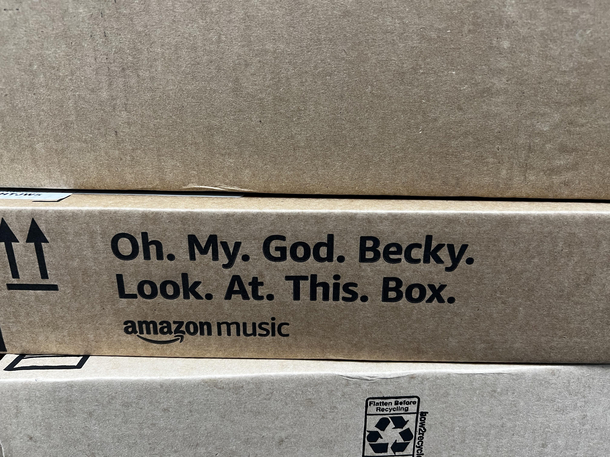 Oh. My. God. Becky.
Look. At. This. Box.
amazon music
Flatten Before
Recycling